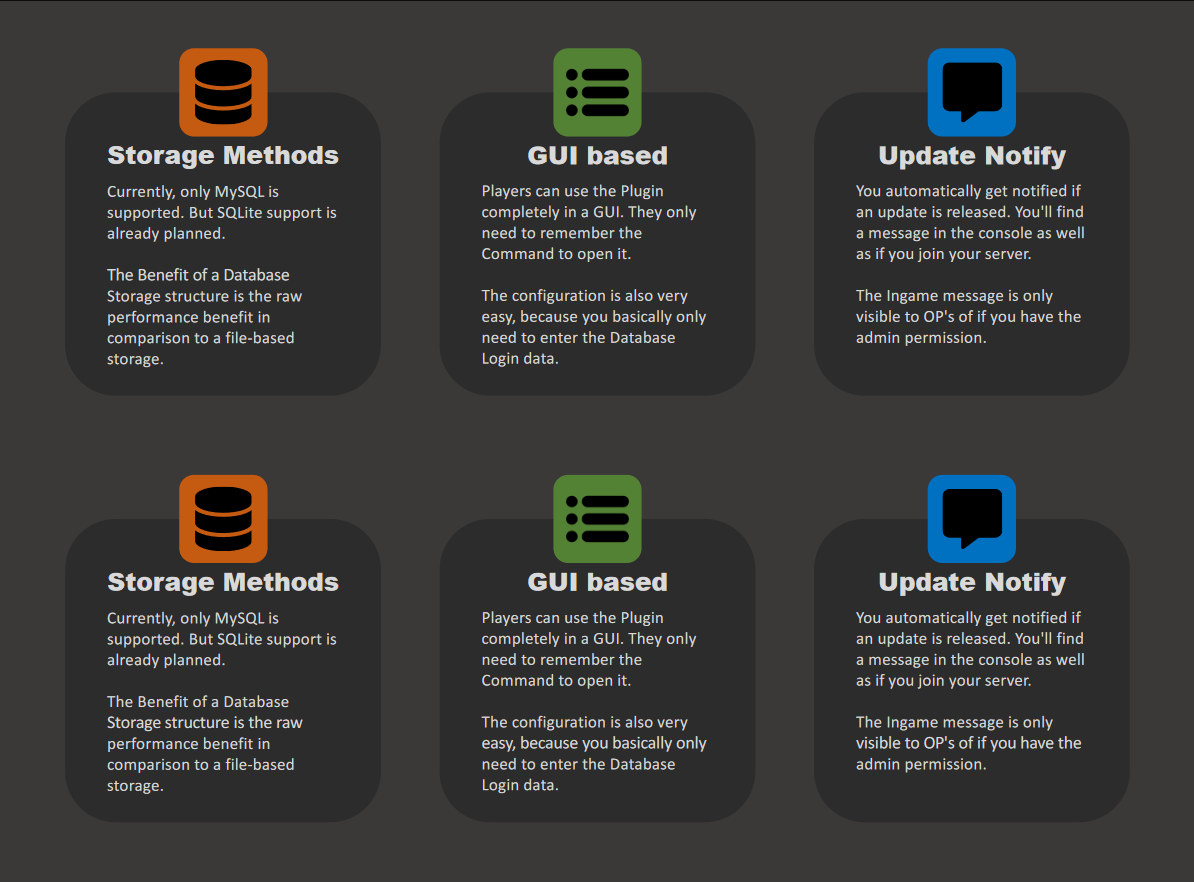 Storage Methods
Currently, only MySQL is
supported. But SQLite support is
already planned.
The Benefit of a Database
Storage structure is the raw
performance benefit in
comparison to a file-based
storage.
GUI based
Players can use the Plugin
completely in a GUI. They only
need to remember the
Command to open it.
The configuration is also very
easy, because you basically only
need to enter the Database
Login data.
Update Notify
You automatically get notified if
an update is released. You'll find
a message in the console as well
as if you join your server.
The Ingame message is only
visible to OP's of if you have the
admin permission.
Storage Methods
Currently, only MySQL is
supported. But SQLite support is
already planned.
The Benefit of a Database
Storage structure is the raw
performance benefit in
comparison to a file-based
storage.
GUI based
Players can use the Plugin
completely in a GUI. They only
need to remember the
Command to open it.
The configuration is also very
easy, because you basically only
need to enter the Database
Login data.
Update Notify
You automatically get notified if
an update is released. You'll find
a message in the console as well
as if you join your server.
The Ingame message is only
visible to OP's of if you have the
admin permission.